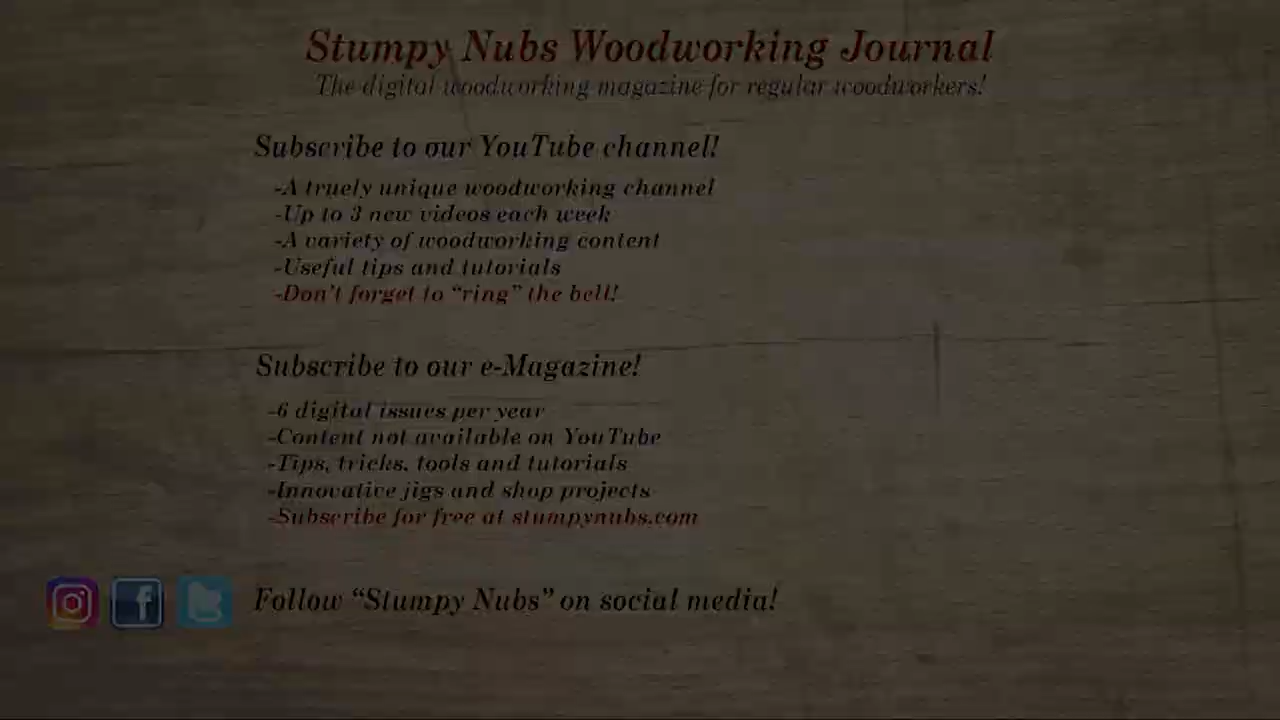 Stumpy Nubs Woodworking Journal
The digital woodworking magazine for regular woodworkers!
Subscribe to our YouTube channel!
-A truely unique woodworking channel
-Up to 3 new videos each week
-A variety of woodworking content
-Useful tips and tutorials
-Don't forget to “ring” the bell!
Subscribe to our e-Magazine!
-6 digital issues per year
-Content not available on YouTube
-Tips, tricks, tools and tutorials
-Innovative jigs and shop projects
-Subscribe for free at stumpynubs.com
Follow “Stumpy Nubs” on social media!